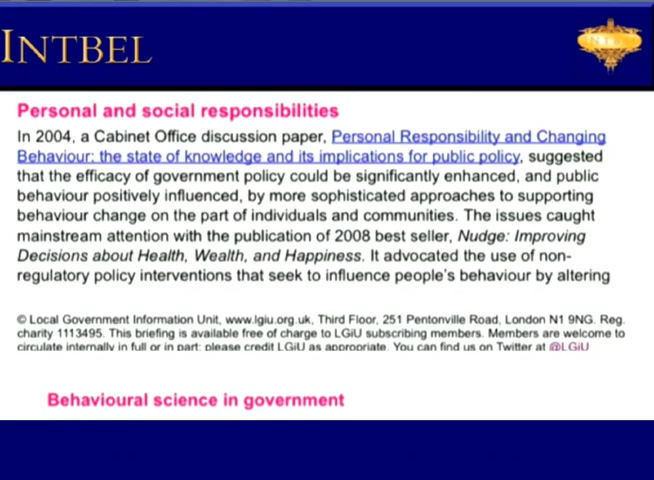 INTBEL
Personal and social responsibilities
In 2004, a Cabinet Office discussion paper, Personal Responsibility and Changing
Behaviour: the state of knowledge and its implications for public policy, suggested
that the efficacy of government policy could be significantly enhanced, and public
behaviour positively influenced, by more sophisticated approaches to supporting
behaviour change on the part of individuals and communities. The issues caught
mainstream attention with the publication of 2008 best seller, Nudge: Improving
Decisions about Health, Wealth, and Happiness. It advocated the use of non-
regulatory policy interventions that seek to influence people's behaviour by altering
© Local Government Information Unit, www.lgiu.org.uk, Third Floor, 251 Pentonville Road, London N1 9NG. Reg.
charity 1113495. This briefing is available free of charge to LGiU subscribing members. Members are welcome to
circulate internally in full or in part; please credit LGiU as appropriate. You can find us on Twitter at @LGiU
Behavioural science in government